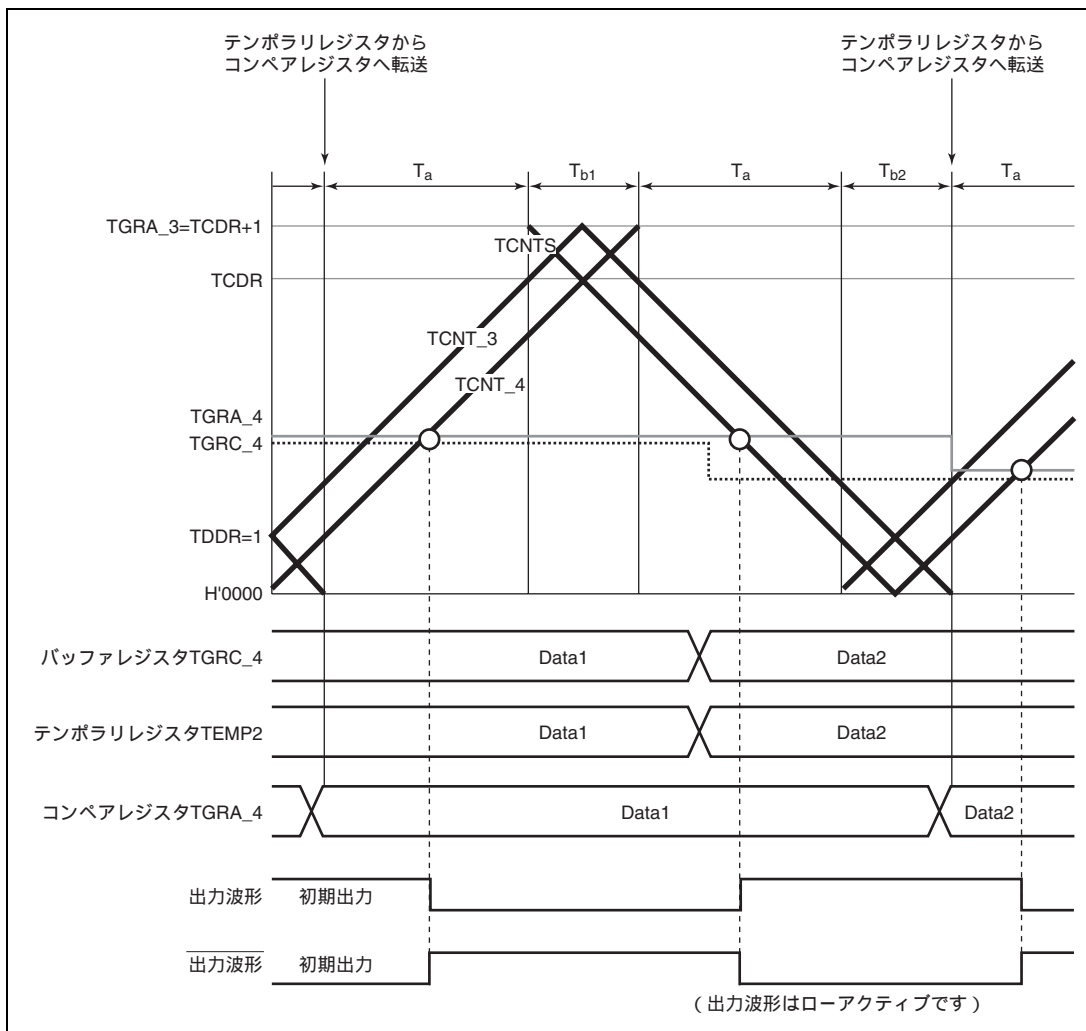 テンポラリレジスタから
コンペアレジスタへ転送
テンポラリレジスタから
コンペアレジスタへ転送
Ta
Tb1
Ta
Tb2
Ta
TGRA_3=TCDR+1
TCNTS
TCDR
TCNT_3
TCNT_4
TGRA_4
TGRC_4
TDDR=1
H'0000
バッファレジスタTGRC_4
Data1
Data2
テンポラリレジスタTEMP2
Data1
Data2
コンペアレジスタTGRA_4
Data1
Data2
出力波形
初期出力
出力波形
初期出力
（出力波形はローアクティブです）